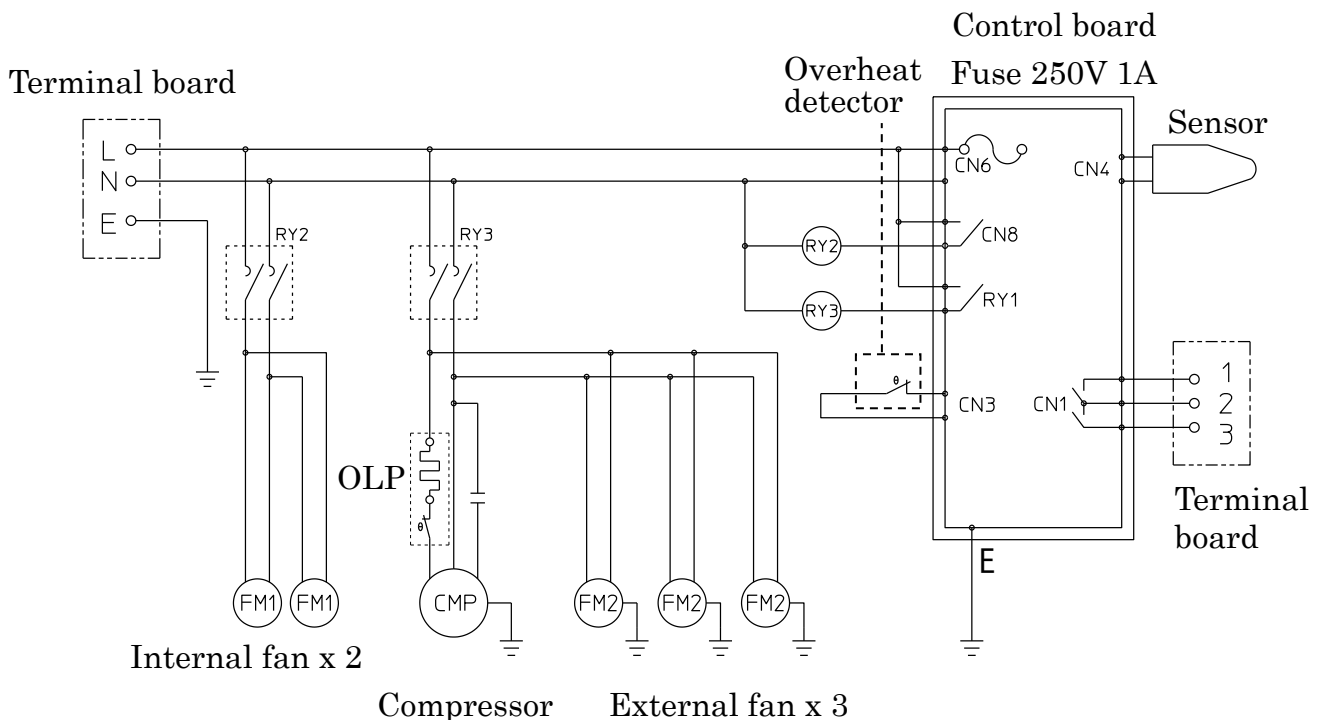 Control board
Fuse 250V 1A
Terminal board
Overheat
detector
Sensor
L
N
E
CN6
CN4
RY2
RY3
CN8
RY2
RY1
RY3
θ
CN3
CN1
1
2
3
OLP
θ
Terminal
board
E
FM1
FM1
CMP
FM2
FM2
FM2
Internal fan x 2
Compressor
External fan x 3